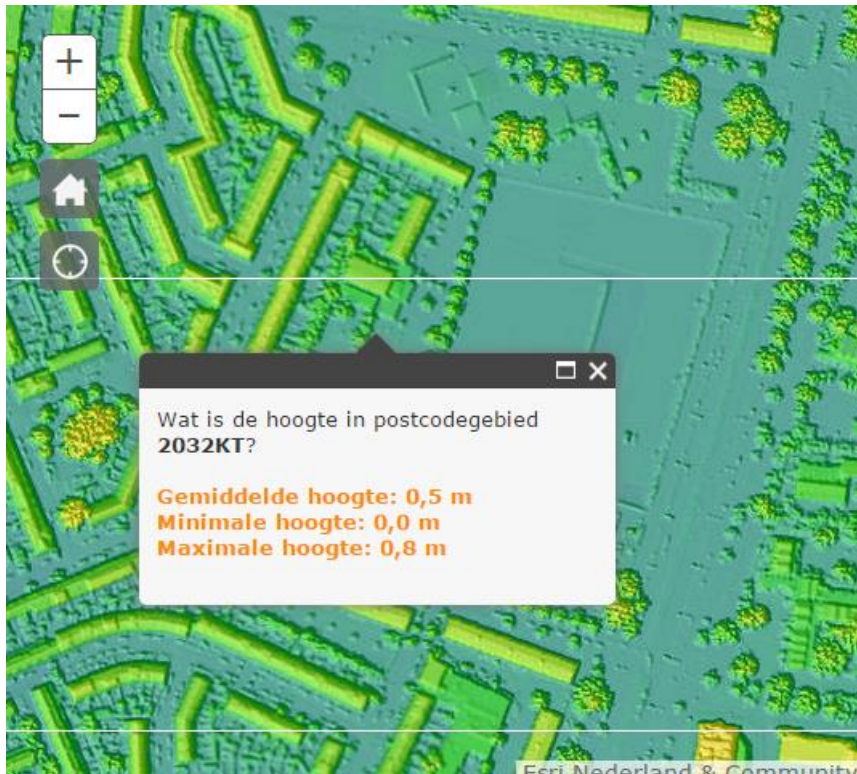 +
−
Wat is de hoogte in postcodegebied
2032KT?
Gemiddelde hoogte: 0,5 m
Minimale hoogte: 0,0 m
Maximale hoogte: 0,8 m
Esri Nederland & Community